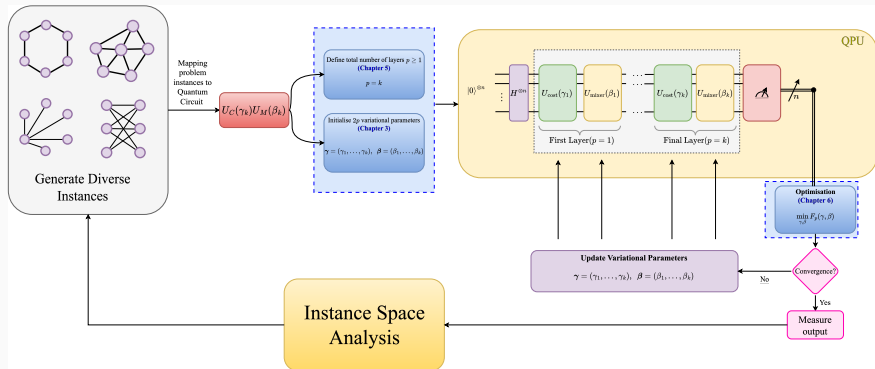 Generate Diverse
Instances
Mapping
problem
instances to
Quantum
Circuit
U_C(γ_k)U_M(β_k)
Define total number of layers p ≥ 1
(Chapter 5)
p = k
Initialise 2p variational parameters
(Chapter 3)
γ = (γ_1, …, γ_k), β = (β_1, …, β_k)
QPU
|0⟩^{⊗n}
⋮
H^{⊗n}
U_cost(γ_1)
U_mixer(β_1)
…
…
U_cost(γ_k)
U_mixer(β_k)
n
First Layer(p = 1)
Final Layer(p = k)
Optimisation
(Chapter 6)
min_{γ,β} F_p(γ, β)
Convergence?
No
Yes
Update Variational Parameters
γ = (γ_1, …, γ_k), β = (β_1, …, β_k)
Measure
output
Instance Space
Analysis